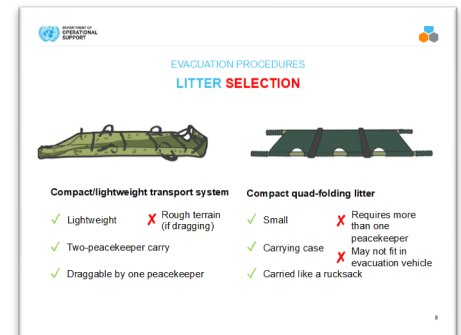 DEPARTMENT OF
OPERATIONAL
SUPPORT
EVACUATION PROCEDURES
LITTER SELECTION
Compact/lightweight transport system
✓ Lightweight
✗ Rough terrain
(if dragging)
✓ Two-peacekeeper carry
✓ Draggable by one peacekeeper
Compact quad-folding litter
✓ Small
✗ Requires more
than one
peacekeeper
✓ Carrying case
✗ May not fit in
evacuation vehicle
✓ Carried like a rucksack
8